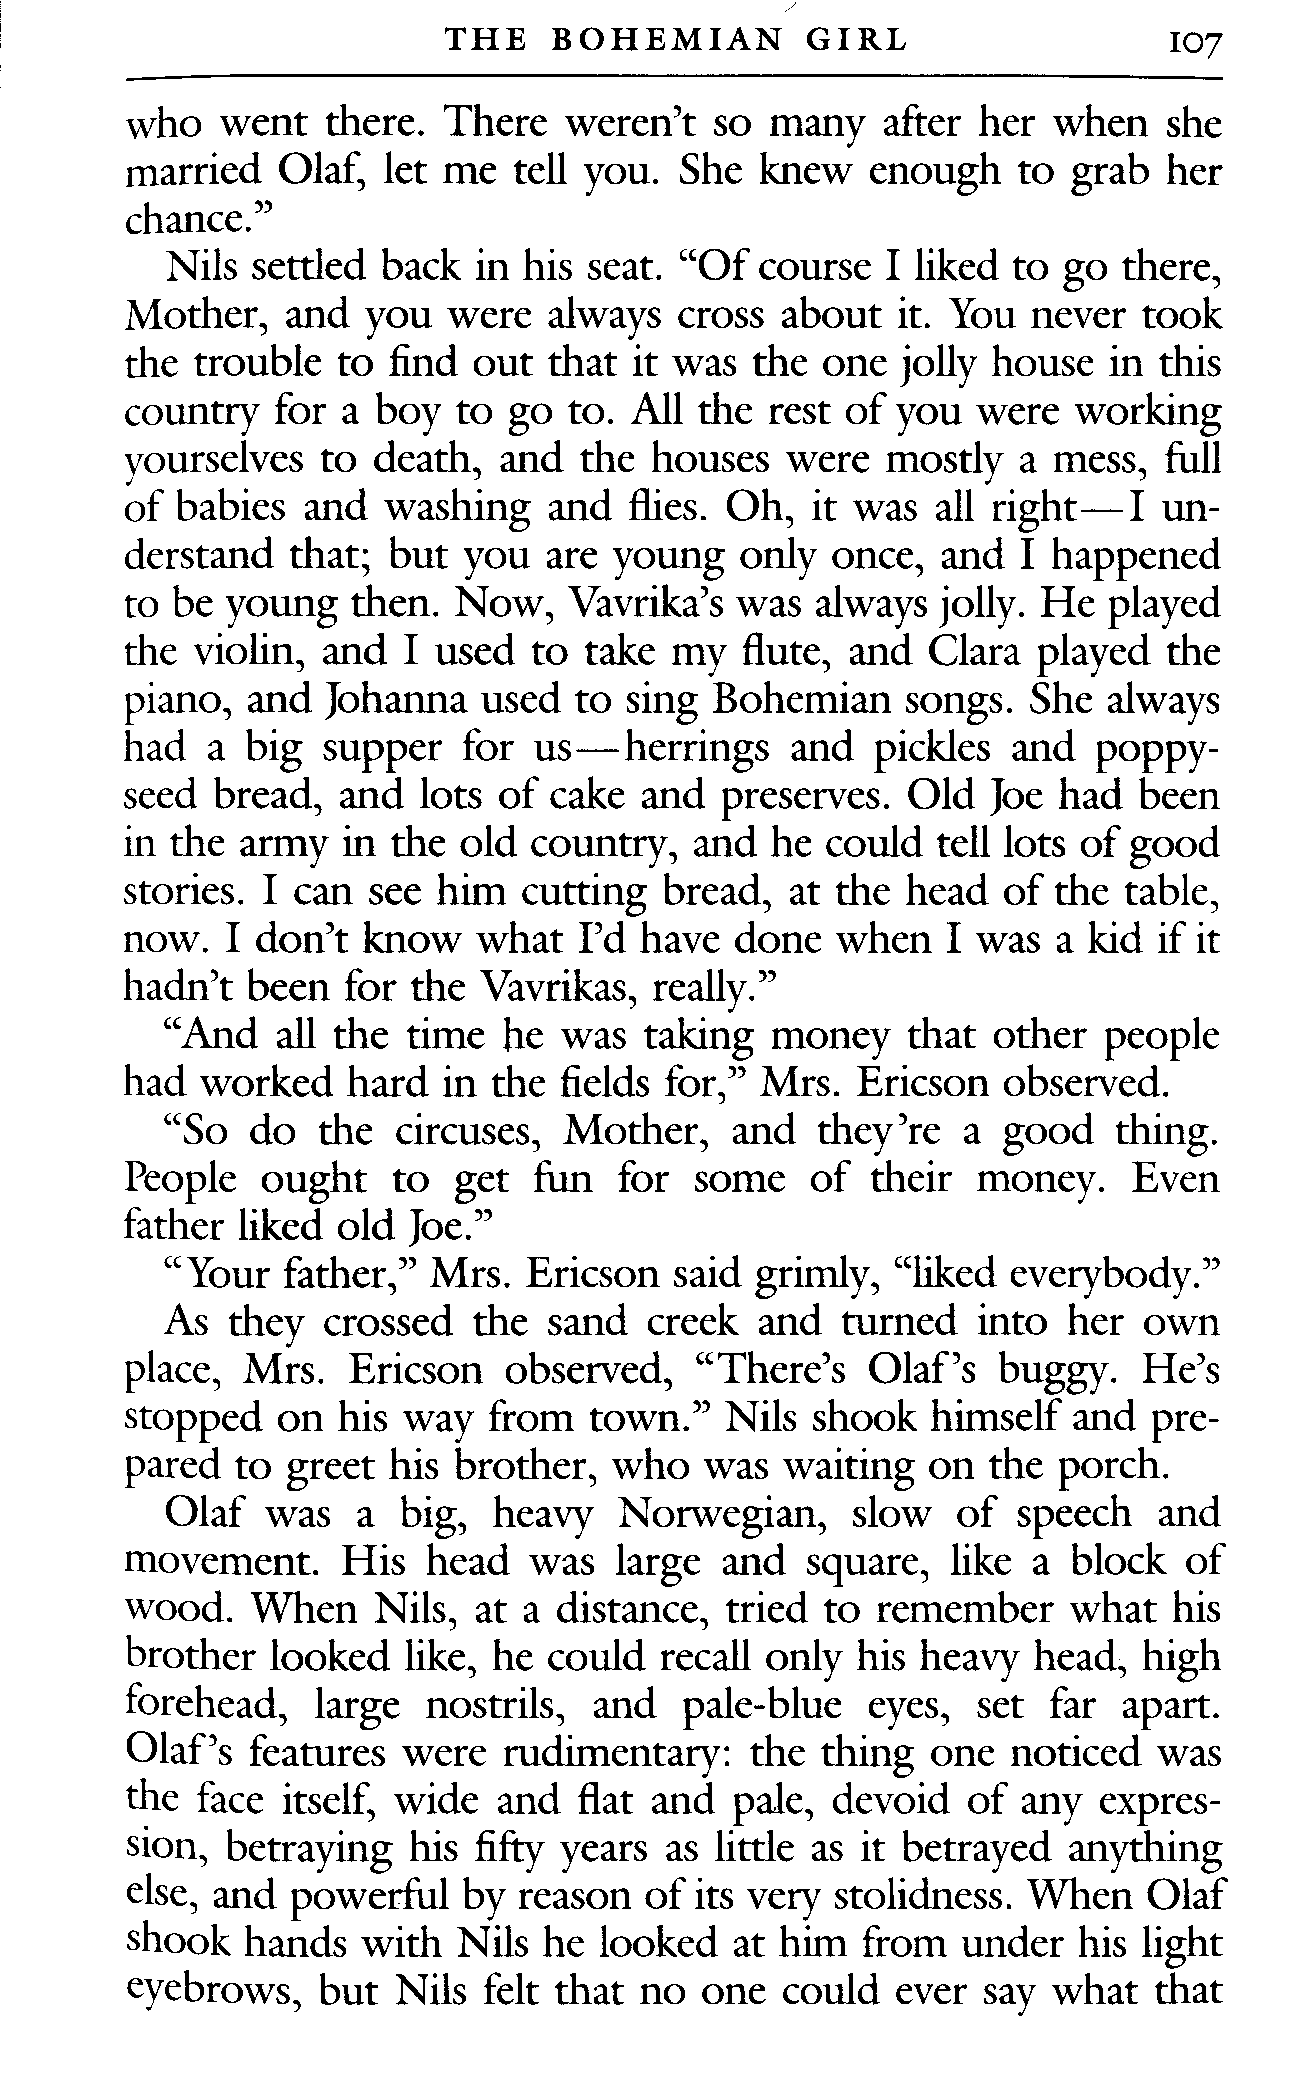 THE BOHEMIAN GIRL 107
who went there. There weren't so many after her when she
married Olaf, let me tell you. She knew enough to grab her
chance.”
Nils settled back in his seat. “Of course I liked to go there,
Mother, and you were always cross about it. You never took
the trouble to find out that it was the one jolly house in this
country for a boy to go to. All the rest of you were working
yourselves to death, and the houses were mostly a mess, full
of babies and washing and flies. Oh, it was all right—I un-
derstand that; but you are young only once, and I happened
to be young then. Now, Vavrika's was always jolly. He played
the violin, and I used to take my flute, and Clara played the
piano, and Johanna used to sing Bohemian songs. She always
had a big supper for us—herrings and pickles and poppy-
seed bread, and lots of cake and preserves. Old Joe had been
in the army in the old country, and he could tell lots of good
stories. I can see him cutting bread, at the head of the table,
now. I don't know what I'd have done when I was a kid if it
hadn't been for the Vavrikas, really.”
“And all the time he was taking money that other people
had worked hard in the fields for,” Mrs. Ericson observed.
“So do the circuses, Mother, and they're a good thing.
People ought to get fun for some of their money. Even
father liked old Joe.”
“Your father,” Mrs. Ericson said grimly, “liked everybody.”
As they crossed the sand creek and turned into her own
place, Mrs. Ericson observed, “There's Olaf's buggy. He's
stopped on his way from town.” Nils shook himself and pre-
pared to greet his brother, who was waiting on the porch.
Olaf was a big, heavy Norwegian, slow of speech and
movement. His head was large and square, like a block of
wood. When Nils, at a distance, tried to remember what his
brother looked like, he could recall only his heavy head, high
forehead, large nostrils, and pale-blue eyes, set far apart.
Olaf's features were rudimentary: the thing one noticed was
the face itself, wide and flat and pale, devoid of any expres-
sion, betraying his fifty years as little as it betrayed anything
else, and powerful by reason of its very stolidness. When Olaf
shook hands with Nils he looked at him from under his light
eyebrows, but Nils felt that no one could ever say what that